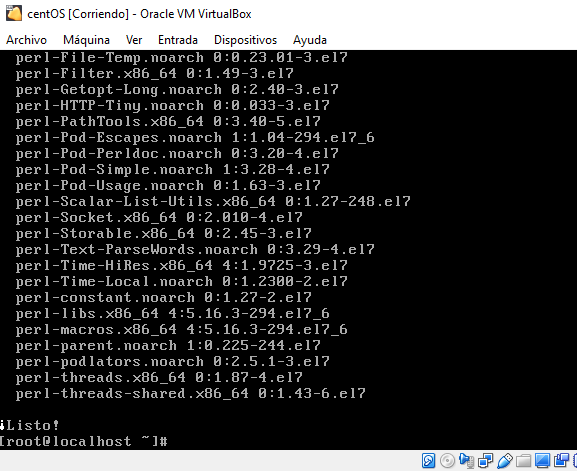 centOS [Corriendo] - Oracle VM VirtualBox
Archivo Máquina Ver Entrada Dispositivos Ayuda
perl-File-Temp.noarch 0:0.23.01-3.el7
perl-Filter.x86_64 0:1.49-3.el7
perl-Getopt-Long.noarch 0:2.40-3.el7
perl-HTTP-Tiny.noarch 0:0.033-3.el7
perl-PathTools.x86_64 0:3.40-5.el7
perl-Pod-Escapes.noarch 1:1.04-294.el7_6
perl-Pod-Perldoc.noarch 0:3.20-4.el7
perl-Pod-Simple.noarch 1:3.28-4.el7
perl-Pod-Usage.noarch 0:1.63-3.el7
perl-Scalar-List-Utils.x86_64 0:1.27-248.el7
perl-Socket.x86_64 0:2.010-4.el7
perl-Storable.x86_64 0:2.45-3.el7
perl-Text-ParseWords.noarch 0:3.29-4.el7
perl-Time-HiRes.x86_64 4:1.9725-3.el7
perl-Time-Local.noarch 0:1.2300-2.el7
perl-constant.noarch 0:1.27-2.el7
perl-libs.x86_64 4:5.16.3-294.el7_6
perl-macros.x86_64 4:5.16.3-294.el7_6
perl-parent.noarch 1:0.225-244.el7
perl-podlators.noarch 0:2.5.1-3.el7
perl-threads.x86_64 0:1.87-4.el7
perl-threads-shared.x86_64 0:1.43-6.el7
¡Listo!
[root@localhost ~]#